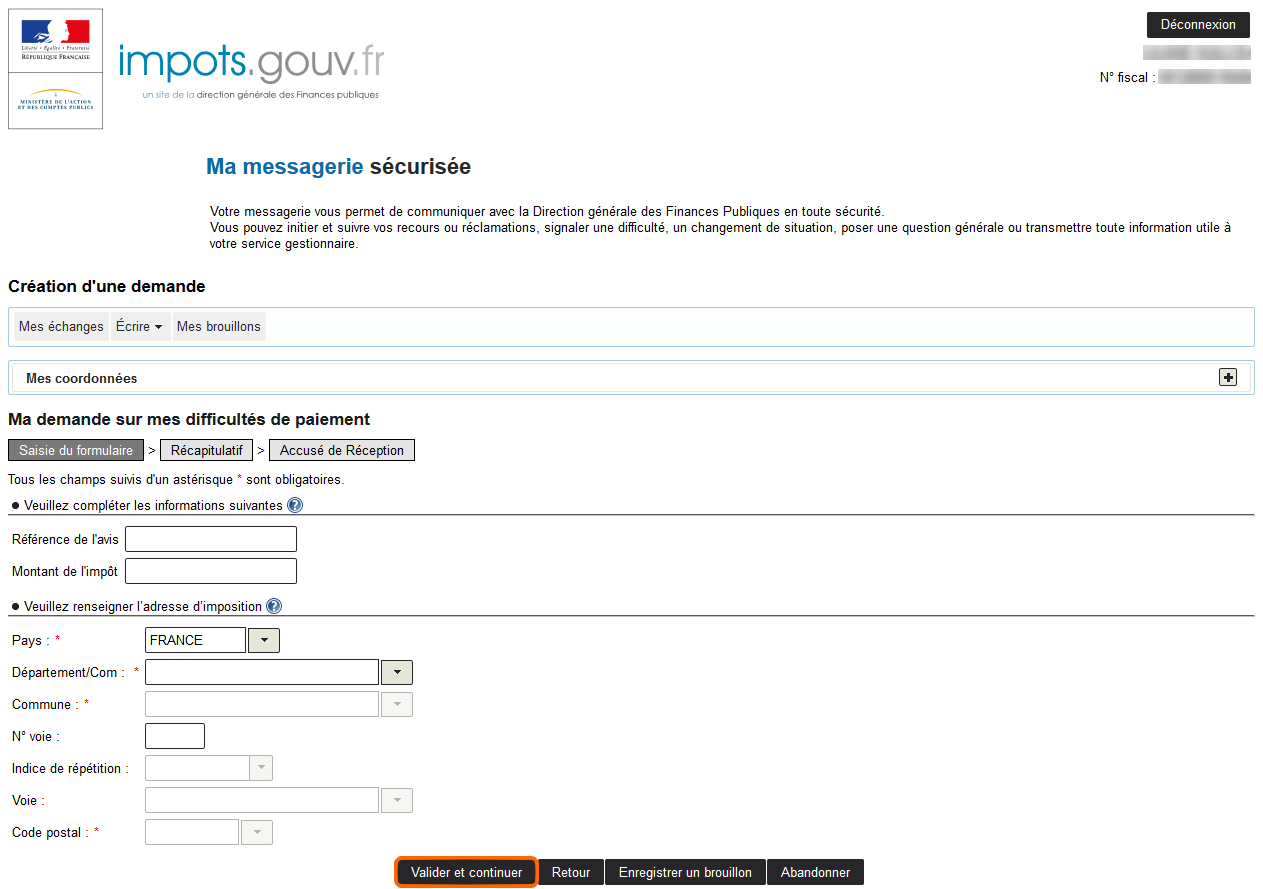 Liberté • Égalité • Fraternité
RÉPUBLIQUE FRANÇAISE
MINISTÈRE DE L'ACTION
ET DES COMPTES PUBLICS
impots.gouv.fr
un site de la direction générale des Finances publiques
Déconnexion
N° fiscal :
Ma messagerie sécurisée
Votre messagerie vous permet de communiquer avec la Direction générale des Finances Publiques en toute sécurité.
Vous pouvez initier et suivre vos recours ou réclamations, signaler une difficulté, un changement de situation, poser une question générale ou transmettre toute information utile à
votre service gestionnaire.
Création d'une demande
Mes échanges Écrire Mes brouillons
Mes coordonnées
Ma demande sur mes difficultés de paiement
Saisie du formulaire > Récapitulatif > Accusé de Réception
Tous les champs suivis d'un astérisque * sont obligatoires.
● Veuillez compléter les informations suivantes ?
Référence de l'avis
Montant de l'impôt
● Veuillez renseigner l’adresse d’imposition ?
Pays : * FRANCE
Département/Com : *
Commune : *
N° voie :
Indice de répétition :
Voie :
Code postal : *
Valider et continuer Retour Enregistrer un brouillon Abandonner